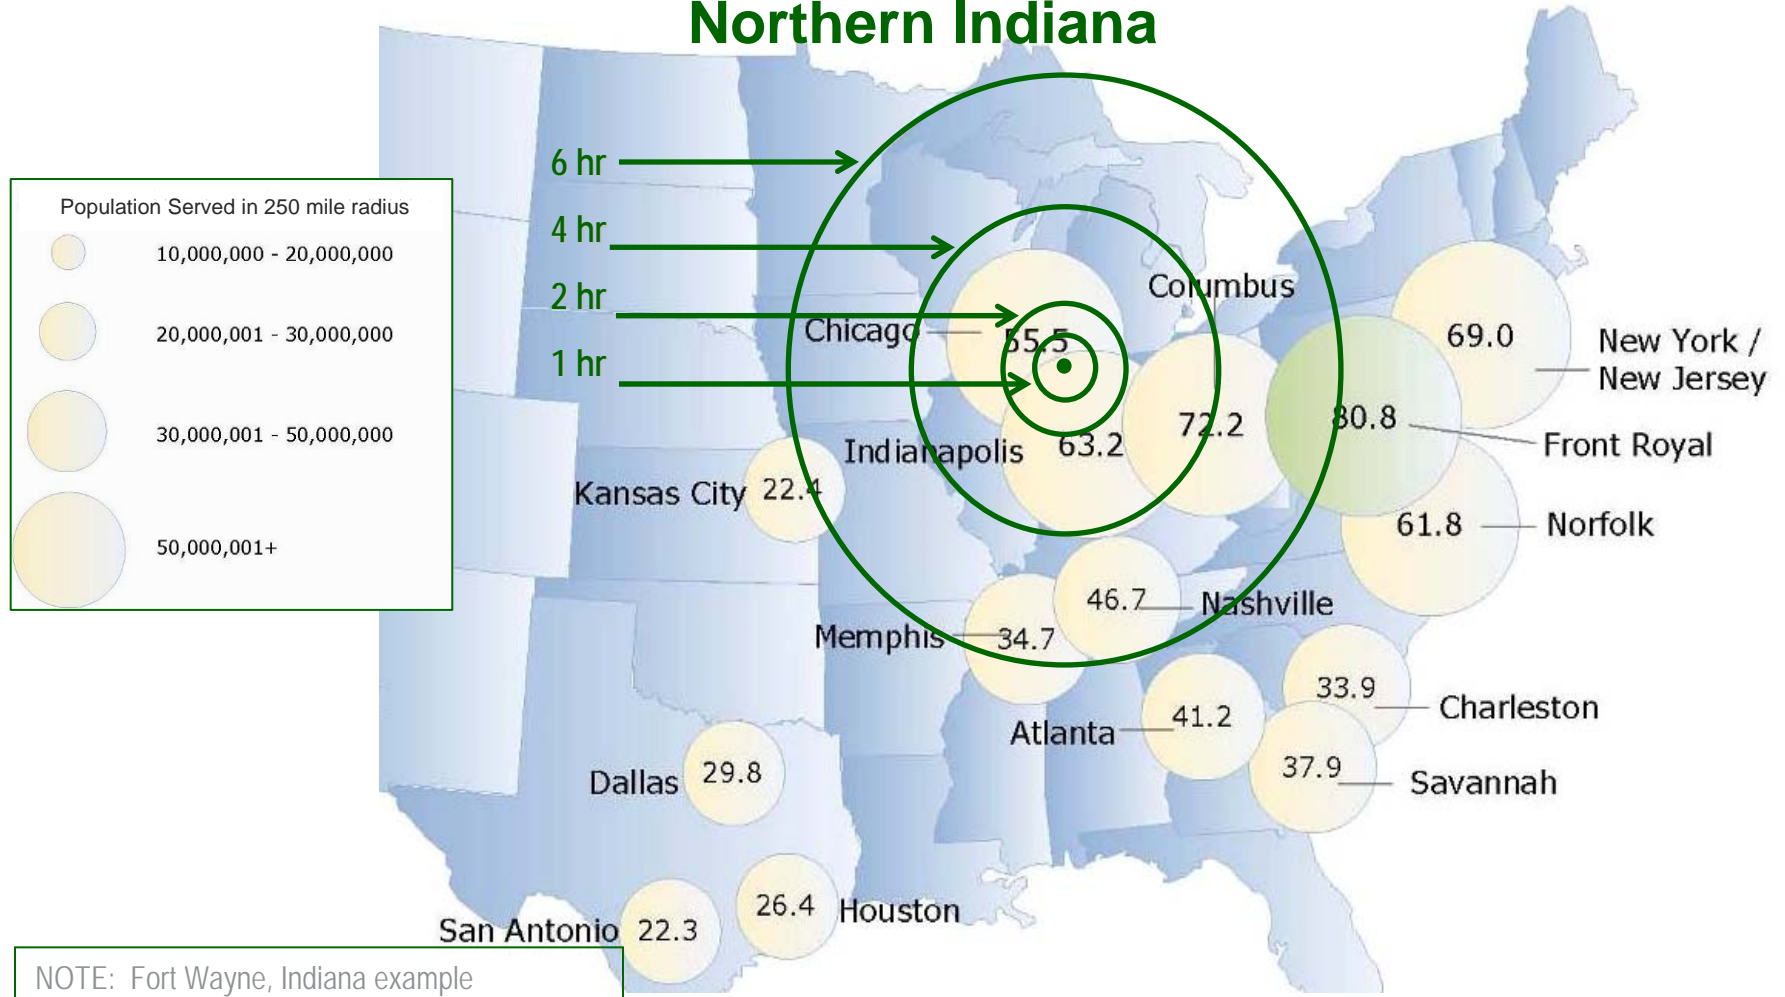 Northern Indiana
6 hr
4 hr
2 hr
1 hr
Population Served in 250 mile radius
10,000,000 - 20,000,000
20,000,001 - 30,000,000
30,000,001 - 50,000,000
50,000,001+
Columbus
Chicago
55.5
69.0
New York /
New Jersey
72.2
80.8
Front Royal
Indianapolis
63.2
Kansas City
22.4
61.8
Norfolk
46.7
Nashville
Memphis
34.7
33.9
Charleston
Atlanta
41.2
37.9
Savannah
Dallas
29.8
26.4
Houston
San Antonio
22.3
NOTE: Fort Wayne, Indiana example